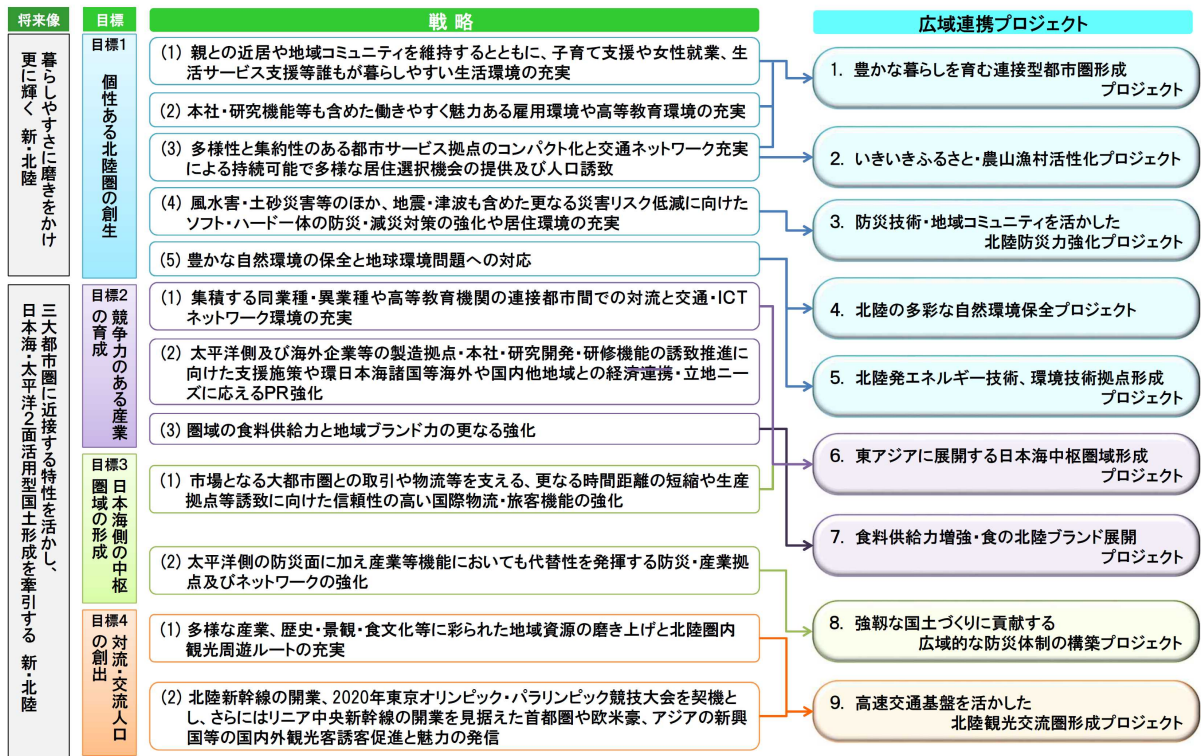 将来像
目標
戦略
広域連携プロジェクト
暮らしやすさに磨きをかけ
更に輝く 新・北陸
目標1
個性ある北陸圏の創生
(1) 親との近居や地域コミュニティを維持するとともに、子育て支援や女性就業、生
活サービス支援等誰もが暮らしやすい生活環境の充実
(2) 本社・研究機能等も含めた働きやすく魅力ある雇用環境や高等教育環境の充実
(3) 多様性と集約性のある都市サービス拠点のコンパクト化と交通ネットワーク充実
による持続可能で多様な居住選択機会の提供及び人口誘致
(4) 風水害・土砂災害等のほか、地震・津波も含めた更なる災害リスク低減に向けた
ソフト・ハード一体の防災・減災対策の強化や居住環境の充実
(5) 豊かな自然環境の保全と地球環境問題への対応
三大都市圏に近接する特性を活かし、
日本海・太平洋2面活用型国土形成を牽引する 新・北陸
目標2
競争力のある産業
の育成
(1) 集積する同業種・異業種や高等教育機関の連接都市間での対流と交通・ICT
ネットワーク環境の充実
(2) 太平洋側及び海外企業等の製造拠点・本社・研究開発・研修機能の誘致推進に
向けた支援施策や環日本海諸国等海外や国内他地域との経済連携・立地ニー
ズに応えるPR強化
(3) 圏域の食料供給力と地域ブランド力の更なる強化
目標3
日本海側の中枢
圏域の形成
(1) 市場となる大都市圏との取引や物流等を支える、更なる時間距離の短縮や生産
拠点等誘致に向けた信頼性の高い国際物流・旅客機能の強化
(2) 太平洋側の防災面に加え産業等機能においても代替性を発揮する防災・産業拠
点及びネットワークの強化
目標4
対流・交流人口
の創出
(1) 多様な産業、歴史・景観・食文化等に彩られた地域資源の磨き上げと北陸圏内
観光周遊ルートの充実
(2) 北陸新幹線の開業、2020年東京オリンピック・パラリンピック競技大会を契機と
し、さらにはリニア中央新幹線の開業を見据えた首都圏や欧米豪、アジアの新興
国等の国内外観光客誘客促進と魅力の発信
1. 豊かな暮らしを育む連接型都市圏形成
プロジェクト
2. いきいきふるさと・農山漁村活性化プロジェクト
3. 防災技術・地域コミュニティを活かした
北陸防災力強化プロジェクト
4. 北陸の多彩な自然環境保全プロジェクト
5. 北陸発エネルギー技術、環境技術拠点形成
プロジェクト
6. 東アジアに展開する日本海中枢圏域形成
プロジェクト
7. 食料供給力増強・食の北陸ブランド展開
プロジェクト
8. 強靭な国土づくりに貢献する
広域的な防災体制の構築プロジェクト
9. 高速交通基盤を活かした
北陸観光交流圏形成プロジェクト